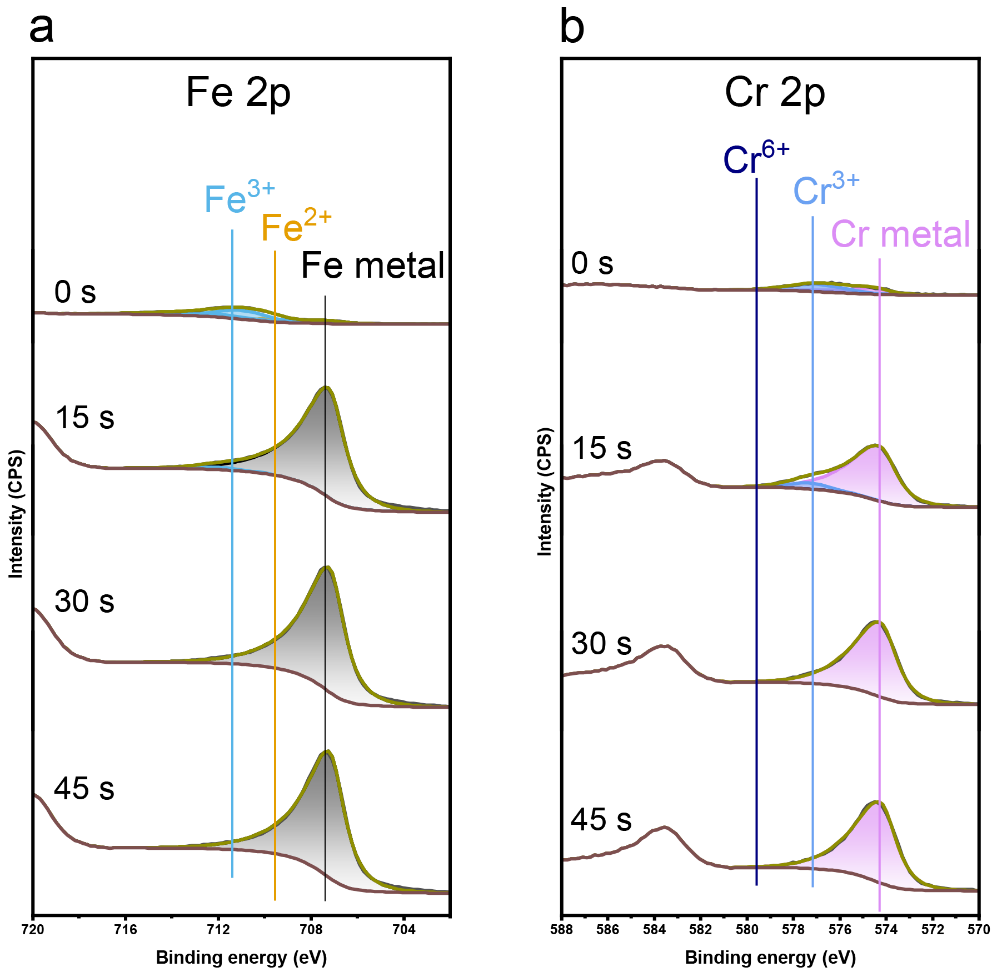 a
Fe 2p
Fe3+
Fe2+
Fe metal
0 s
15 s
30 s
45 s
Intensity (CPS)
720 716 712 708 704
Binding energy (eV)
b
Cr 2p
Cr6+
Cr3+
Cr metal
0 s
15 s
30 s
45 s
Intensity (CPS)
588 586 584 582 580 578 576 574 572 570
Binding energy (eV)